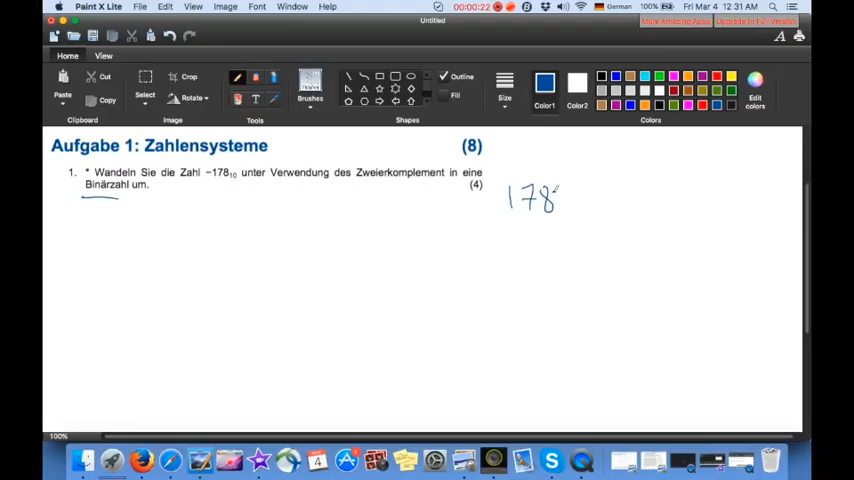 Paint X Lite File Edit View Image Font Window Help 0:00:22 German 100% Fri Mar 4 12:31 AM
Untitled
More Amazing Apps Upgrade to Full Version
Home View
Paste Cut Copy Select Crop Rotate Brushes Outline Fill Size Color1 Color2 Edit Colors
Clipboard Image Tools Shapes Colors
Aufgabe 1: Zahlensysteme (8)
1. * Wandeln Sie die Zahl −178₁₀ unter Verwendung des Zweierkomplement in eine
Binärzahl um. (4)
178
100%